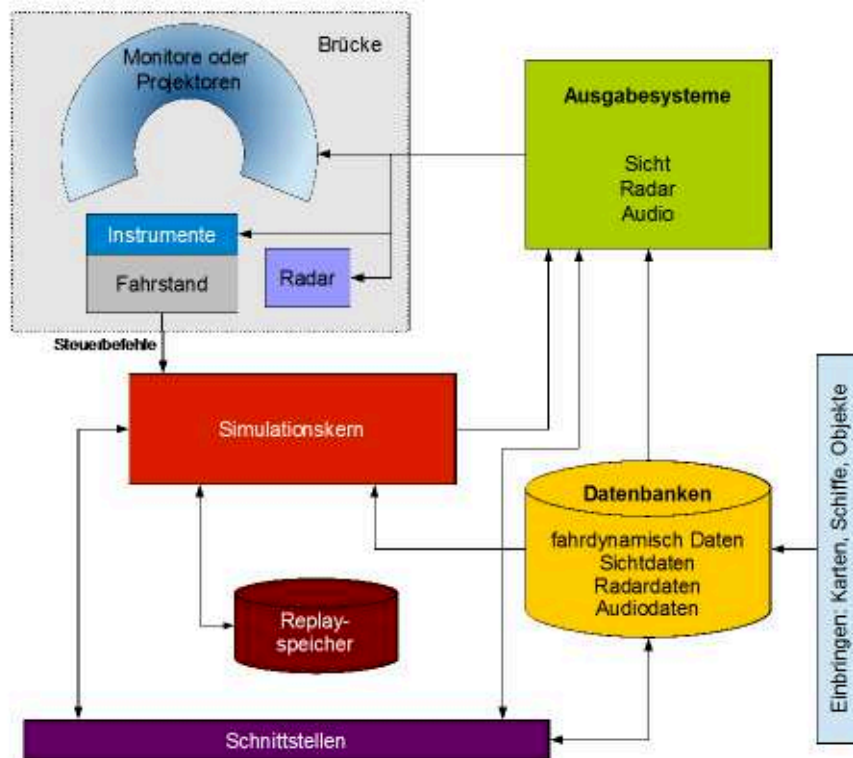 Monitore oder
Projektoren
Brücke
Instrumente
Fahrstand
Radar
Steuerbefehle
Ausgabesysteme
Sicht
Radar
Audio
Simulationskern
Datenbanken
fahrdynamisch Daten
Sichtdaten
Radardaten
Audiodaten
Einbringen: Karten, Schiffe, Objekte
Replay-
speicher
Schnittstellen